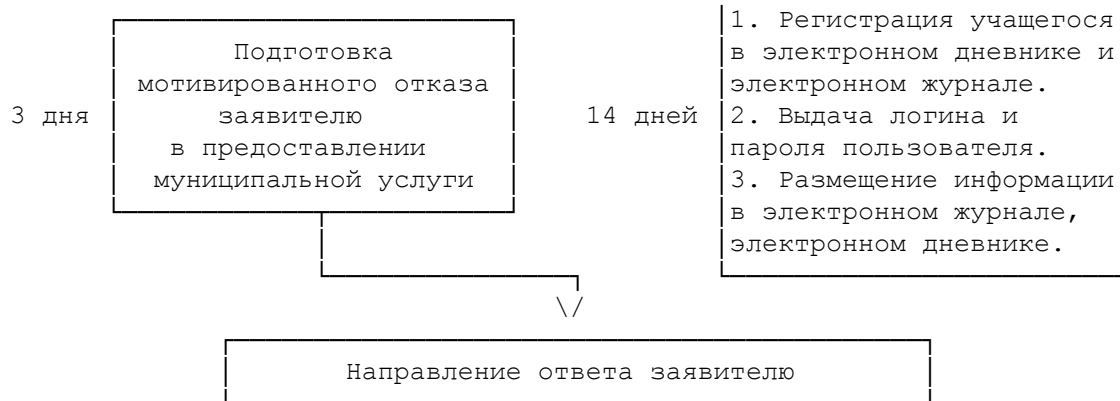 Подготовка
мотивированного отказа
3 дня
заявителю
в предоставлении
муниципальной услуги
14 дней
1. Регистрация учащегося
в электронном дневнике и
электронном журнале.
2. Выдача логина и
пароля пользователя.
3. Размещение информации
в электронном журнале,
электронном дневнике.
\/
Направление ответа заявителю